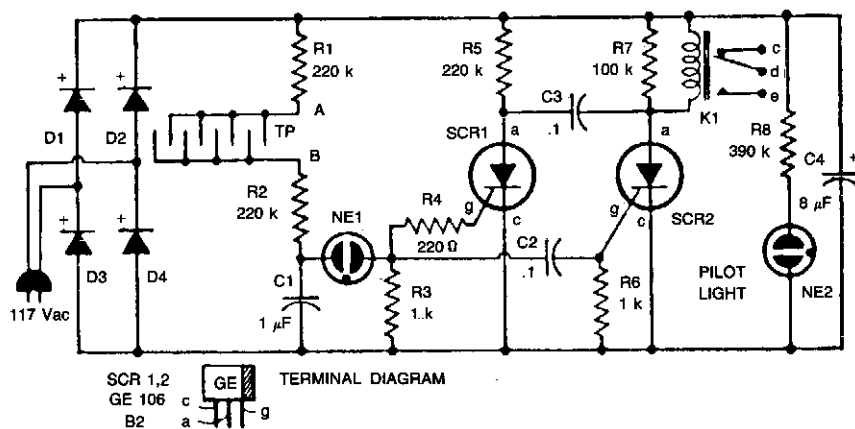 R1
220 k
R5
220 k
R7
100 k
c
d
e
K1
A
C3
.1
+
+
D1
D2
TP
B
SCR1
a
a
R8
390 k
C4
+
R2
220 k
R4
220 Ω
g
c
g
c
SCR2
8 μF
NE1
C2
.1
+
+
D3
D4
117 Vac
C1
1 μF
R3
1.k
R6
1 k
PILOT
LIGHT
NE2
SCR 1,2
GE 106
B2
GE
c
a
g
TERMINAL DIAGRAM